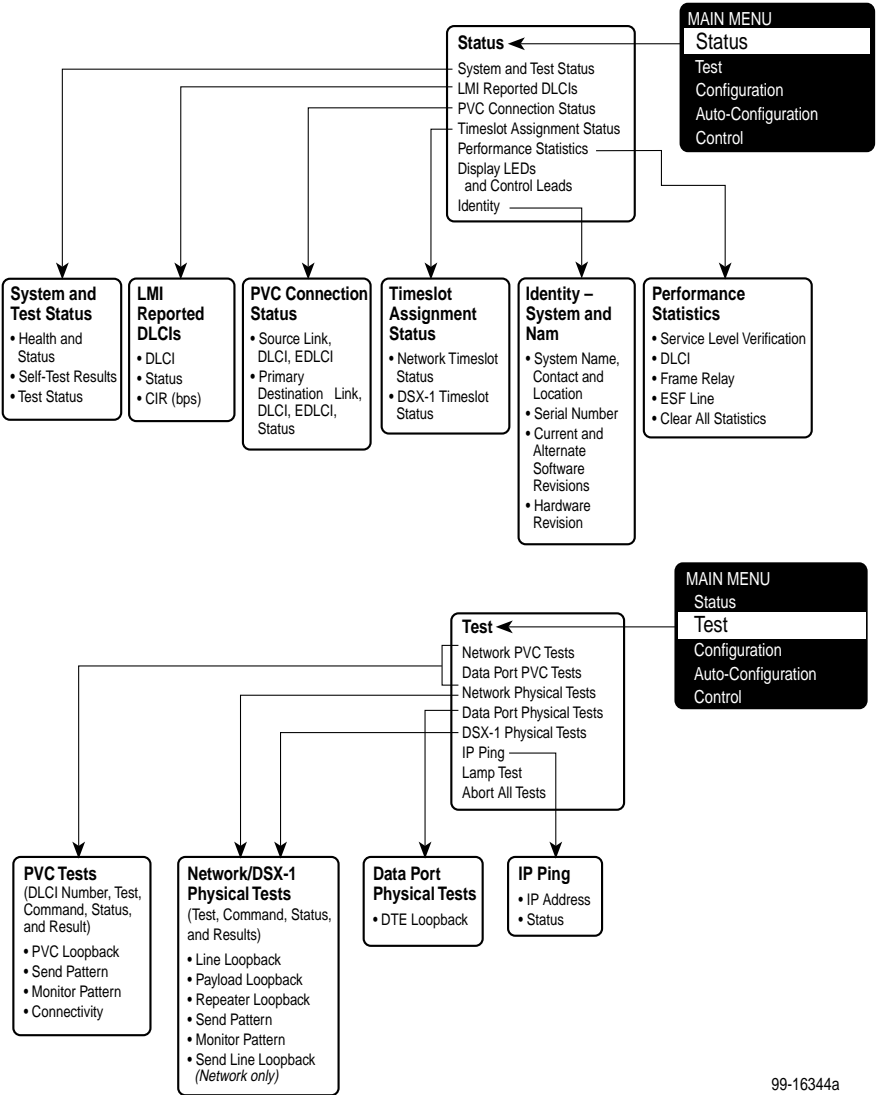 MAIN MENU
Status
Test
Configuration
Auto-Configuration
Control
Status
System and Test Status
LMI Reported DLCIs
PVC Connection Status
Timeslot Assignment Status
Performance Statistics
Display LEDs
and Control Leads
Identity
System and
Test Status
• Health and
Status
• Self-Test Results
• Test Status
LMI
Reported
DLCIs
• DLCI
• Status
• CIR (bps)
PVC Connection
Status
• Source Link,
DLCI, EDLCI
• Primary
Destination Link,
DLCI, EDLCI,
Status
Timeslot
Assignment
Status
• Network Timeslot
Status
• DSX-1 Timeslot
Status
Identity –
System and
Nam
• System Name,
Contact and
Location
• Serial Number
• Current and
Alternate
Software
Revisions
• Hardware
Revision
Performance
Statistics
• Service Level Verification
• DLCI
• Frame Relay
• ESF Line
• Clear All Statistics
MAIN MENU
Status
Test
Configuration
Auto-Configuration
Control
Test
Network PVC Tests
Data Port PVC Tests
Network Physical Tests
Data Port Physical Tests
DSX-1 Physical Tests
IP Ping
Lamp Test
Abort All Tests
PVC Tests
(DLCI Number, Test,
Command, Status,
and Result)
• PVC Loopback
• Send Pattern
• Monitor Pattern
• Connectivity
Network/DSX-1
Physical Tests
(Test, Command, Status,
and Results)
• Line Loopback
• Payload Loopback
• Repeater Loopback
• Send Pattern
• Monitor Pattern
• Send Line Loopback
(Network only)
Data Port
Physical Tests
• DTE Loopback
IP Ping
• IP Address
• Status
99-16344a